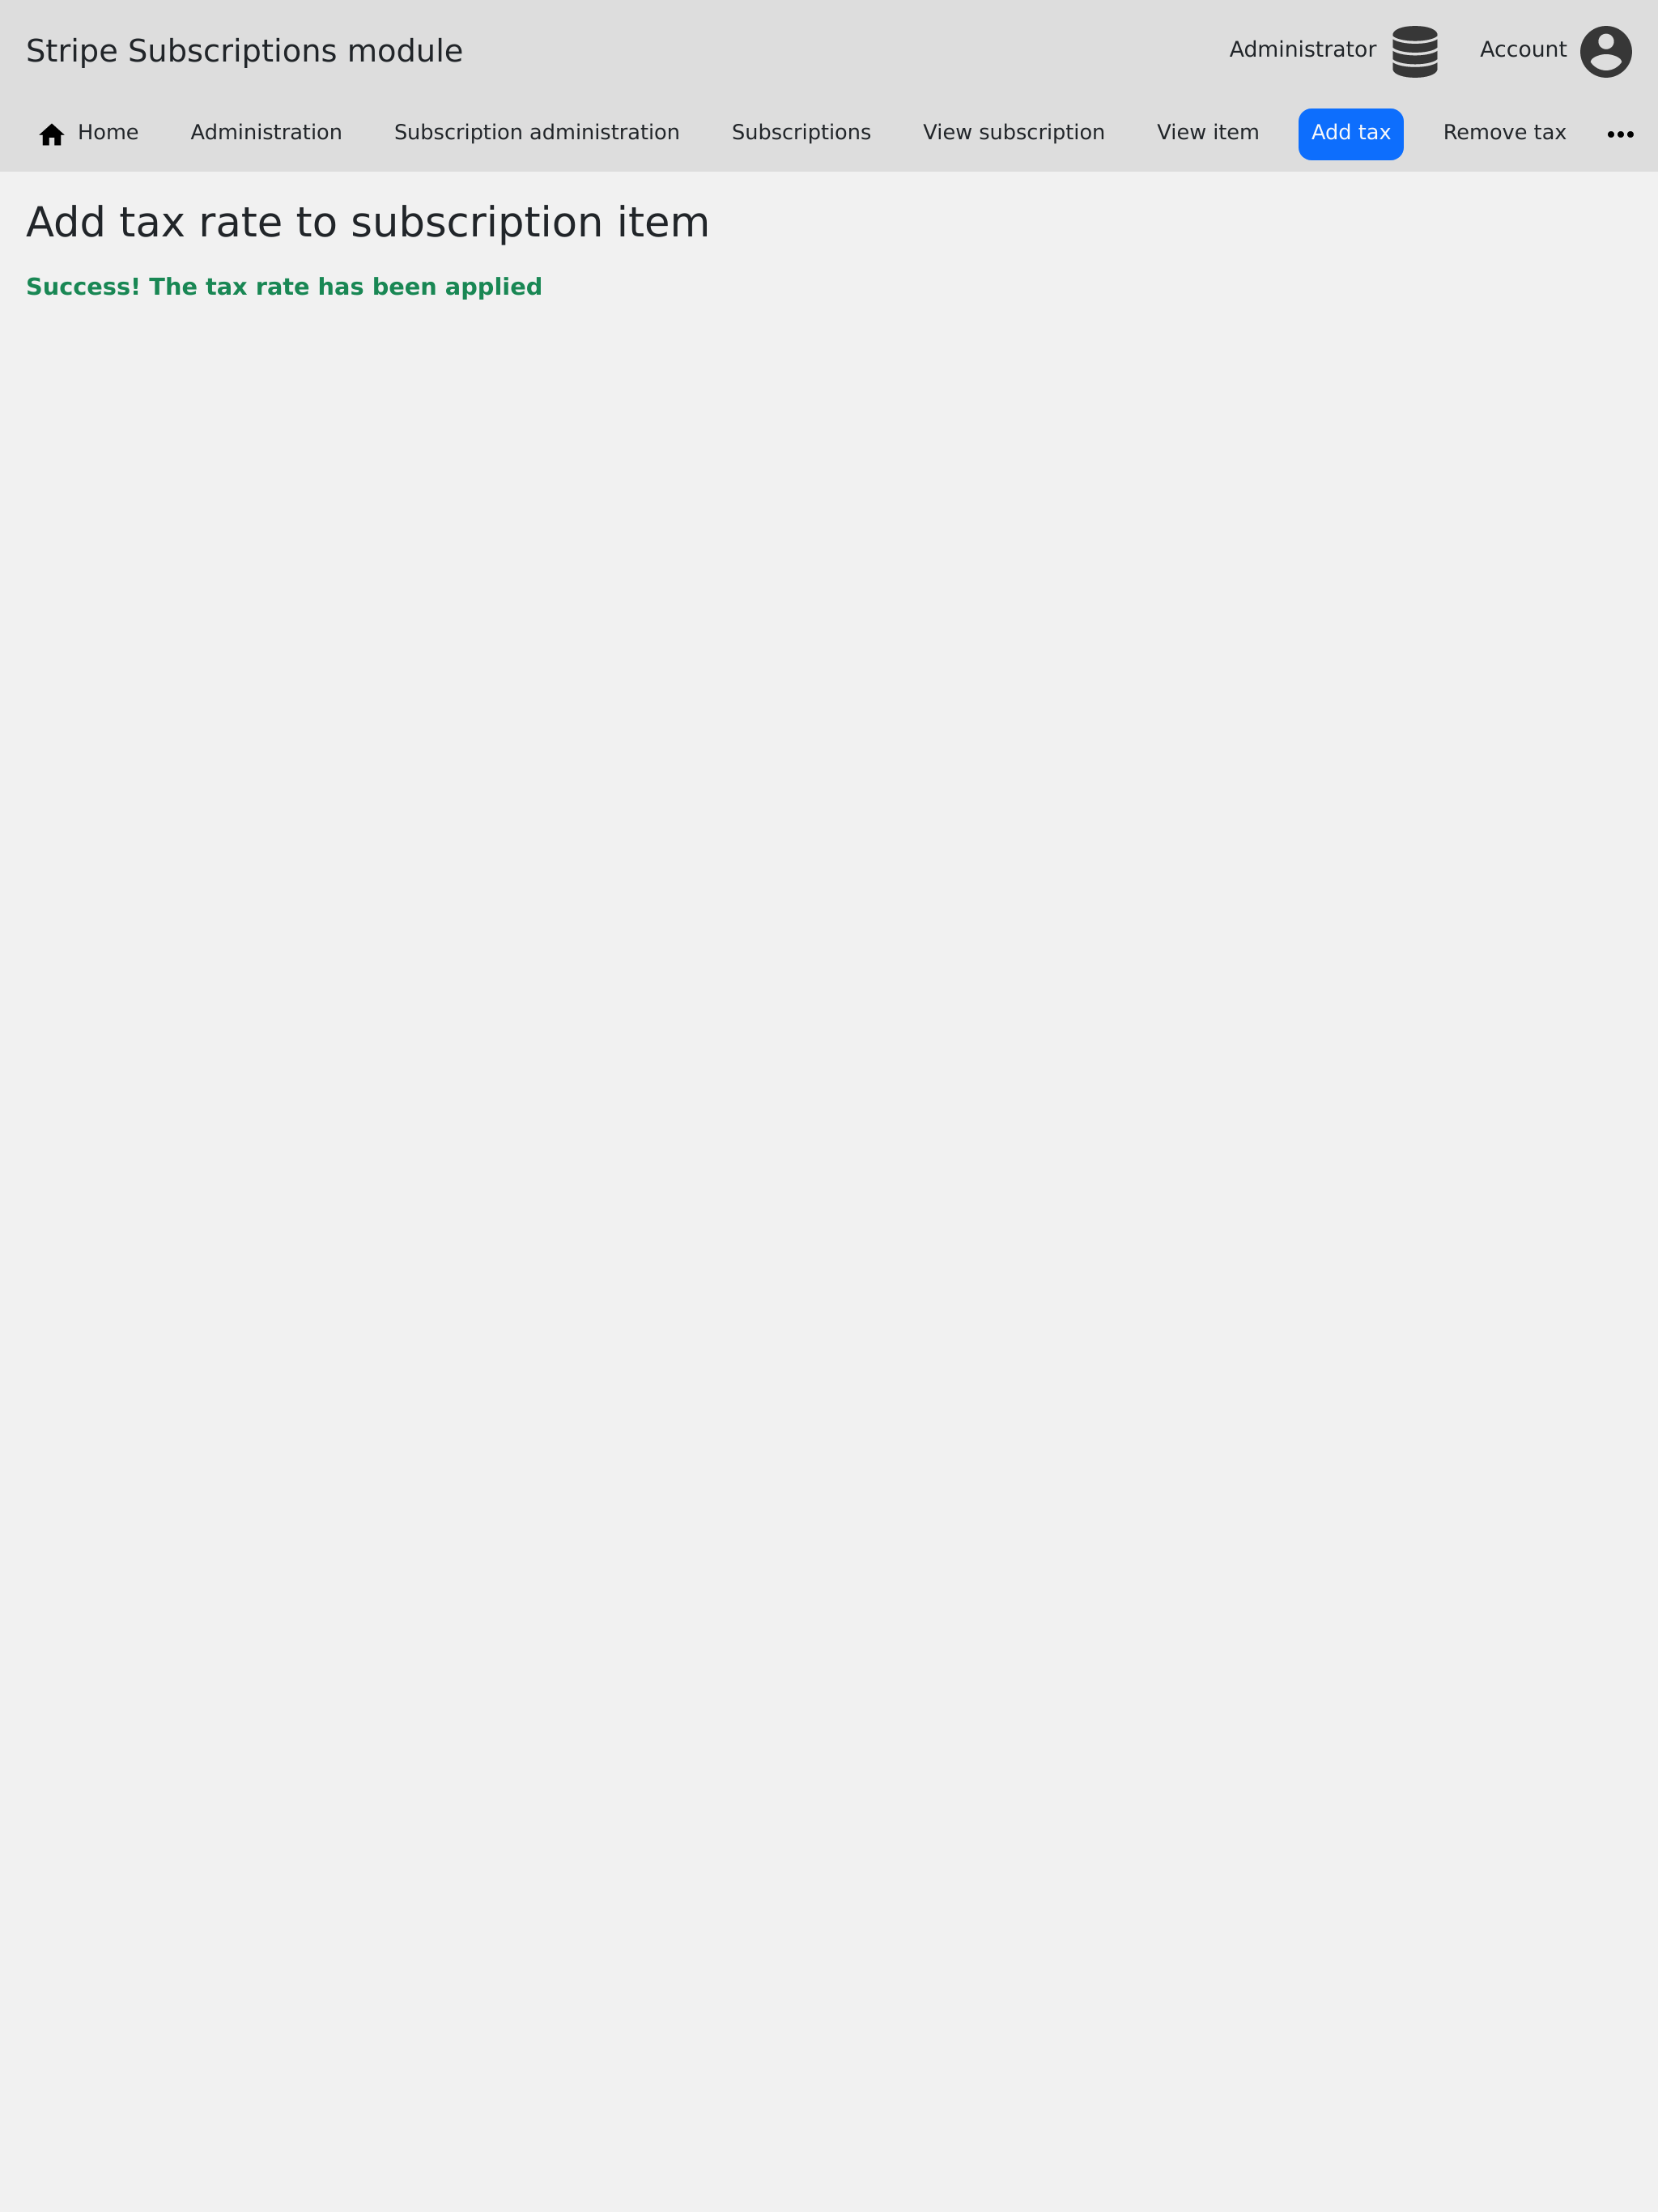 Stripe Subscriptions module
Administrator
Account
Home
Administration
Subscription administration
Subscriptions
View subscription
View item
Add tax
Remove tax
Add tax rate to subscription item
Success! The tax rate has been applied